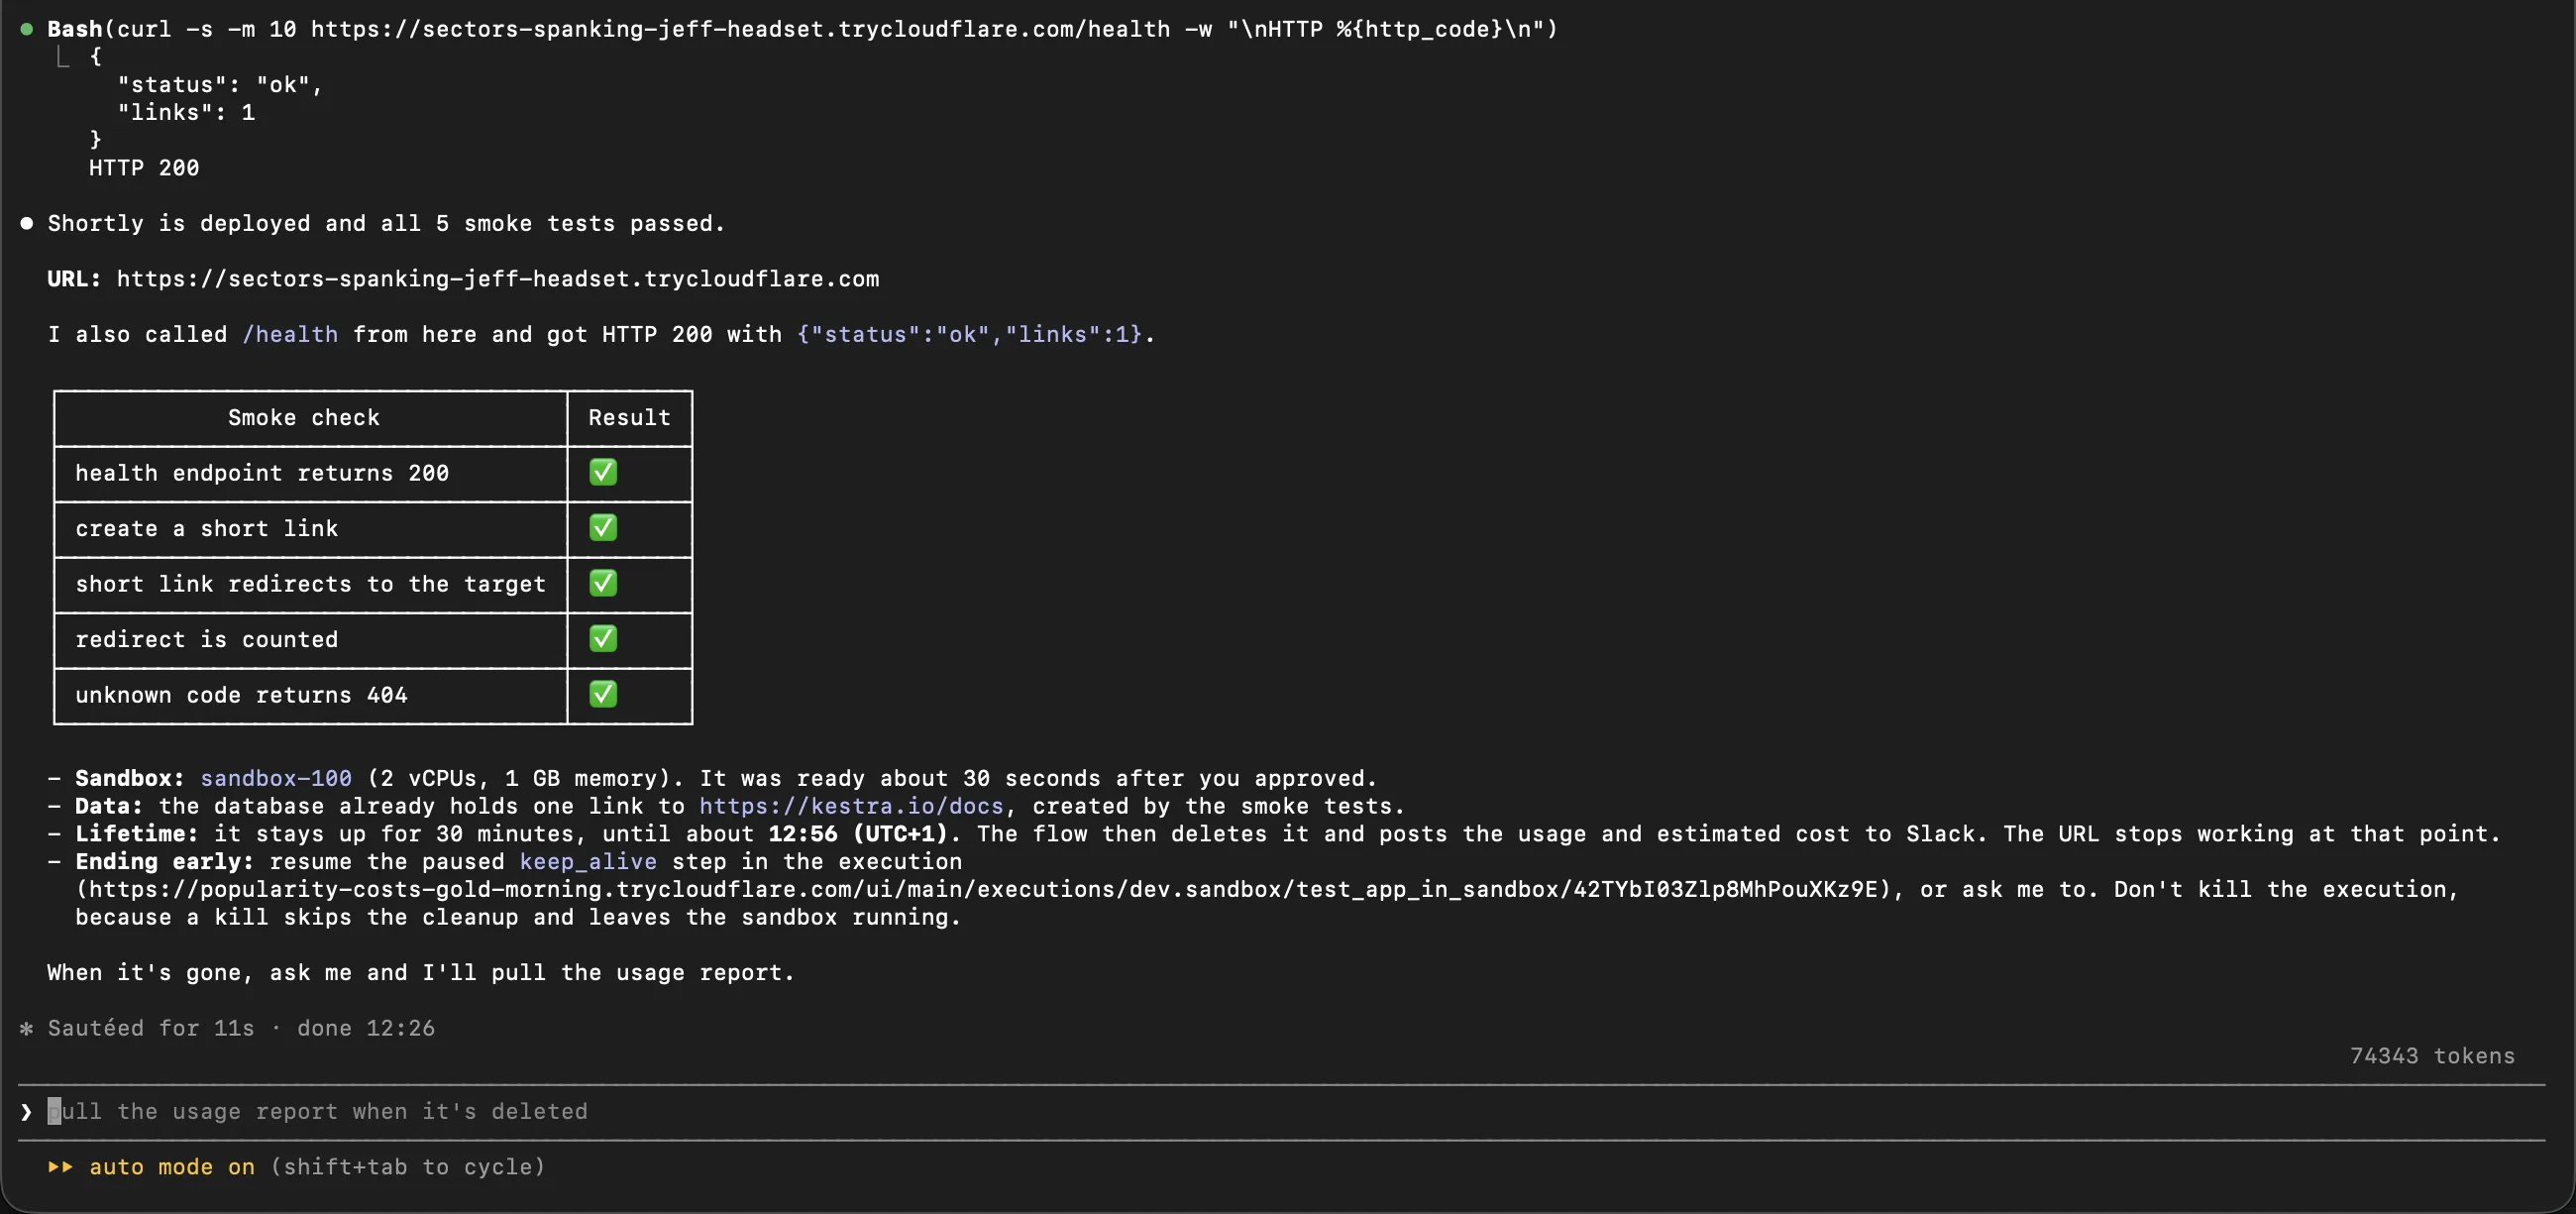 ● Bash(curl -s -m 10 https://sectors-spanking-jeff-headset.trycloudflare.com/health -w "\nHTTP %{http_code}\n")
⎿ {
"status": "ok",
"links": 1
}
HTTP 200
● Shortly is deployed and all 5 smoke tests passed.
URL: https://sectors-spanking-jeff-headset.trycloudflare.com
I also called /health from here and got HTTP 200 with {"status":"ok","links":1}.
Smoke check Result
health endpoint returns 200 ✅
create a short link ✅
short link redirects to the target ✅
redirect is counted ✅
unknown code returns 404 ✅
- Sandbox: sandbox-100 (2 vCPUs, 1 GB memory). It was ready about 30 seconds after you approved.
- Data: the database already holds one link to https://kestra.io/docs, created by the smoke tests.
- Lifetime: it stays up for 30 minutes, until about 12:56 (UTC+1). The flow then deletes it and posts the usage and estimated cost to Slack. The URL stops working at that point.
- Ending early: resume the paused keep_alive step in the execution
(https://popularity-costs-gold-morning.trycloudflare.com/ui/main/executions/dev.sandbox/test_app_in_sandbox/42TYbI03Zlp8MhPouXKz9E), or ask me to. Don't kill the execution,
because a kill skips the cleanup and leaves the sandbox running.
When it's gone, ask me and I'll pull the usage report.
✻ Sautéed for 11s · done 12:26
74343 tokens
❯ pull the usage report when it's deleted
⏵⏵ auto mode on (shift+tab to cycle)